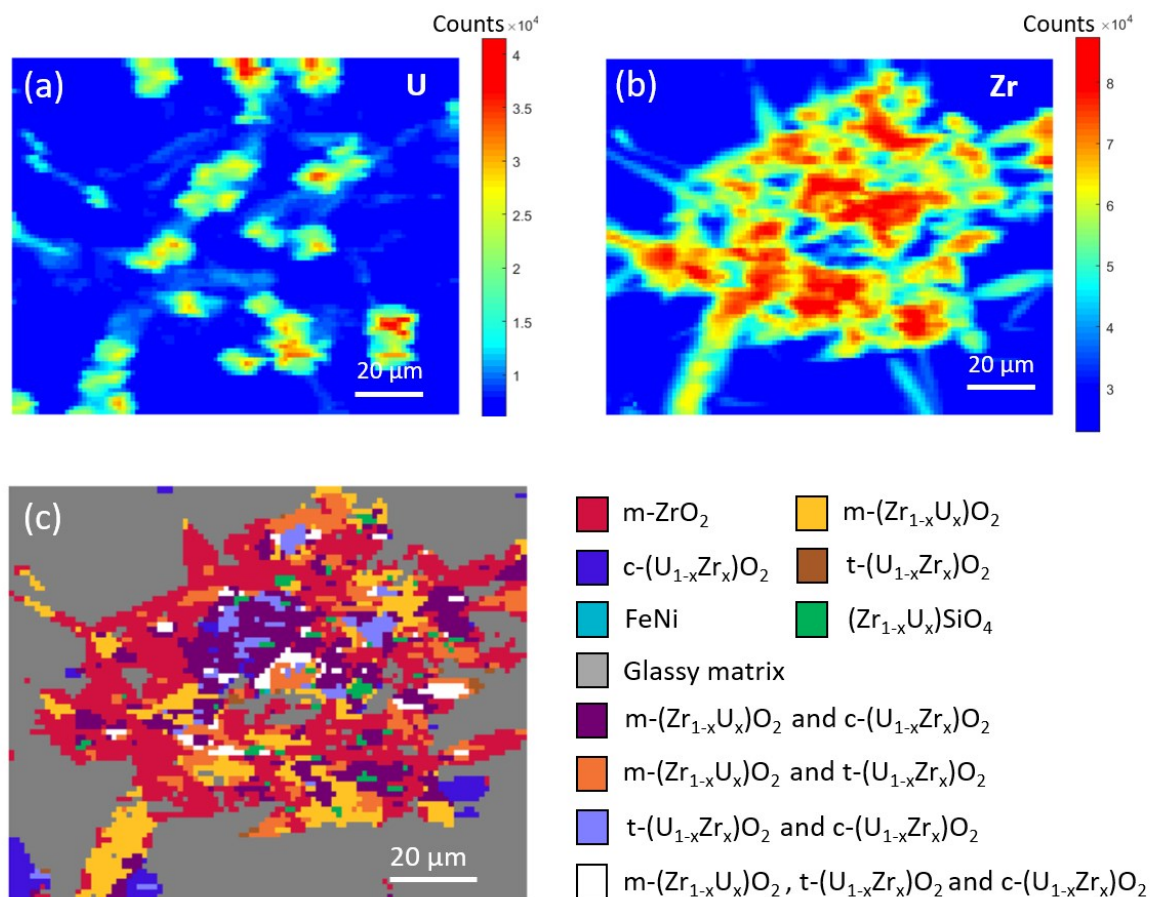 Counts ×10⁴
Counts ×10⁴
(a)
U
4
3.5
3
2.5
2
1.5
1
20 µm
(b)
Zr
8
7
6
5
4
3
20 µm
(c)
20 µm
m-ZrO₂
m-(Zr₁₋ₓUₓ)O₂
c-(U₁₋ₓZrₓ)O₂
t-(U₁₋ₓZrₓ)O₂
FeNi
(Zr₁₋ₓUₓ)SiO₄
Glassy matrix
m-(Zr₁₋ₓUₓ)O₂ and c-(U₁₋ₓZrₓ)O₂
m-(Zr₁₋ₓUₓ)O₂ and t-(U₁₋ₓZrₓ)O₂
t-(U₁₋ₓZrₓ)O₂ and c-(U₁₋ₓZrₓ)O₂
m-(Zr₁₋ₓUₓ)O₂ , t-(U₁₋ₓZrₓ)O₂ and c-(U₁₋ₓZrₓ)O₂